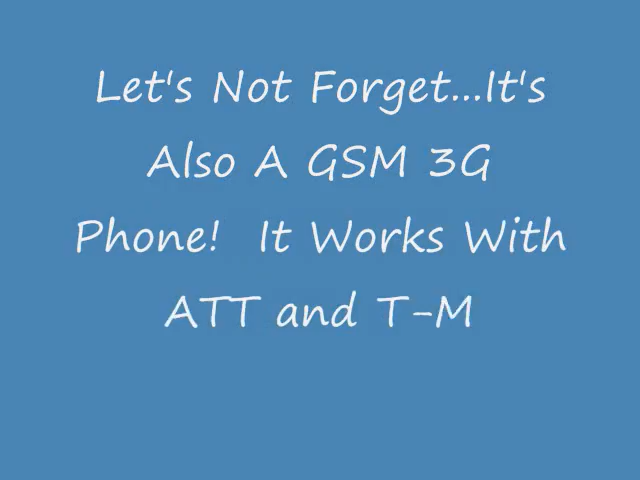 Let's Not Forget...It's
Also A GSM 3G
Phone!  It Works With
ATT and T-M